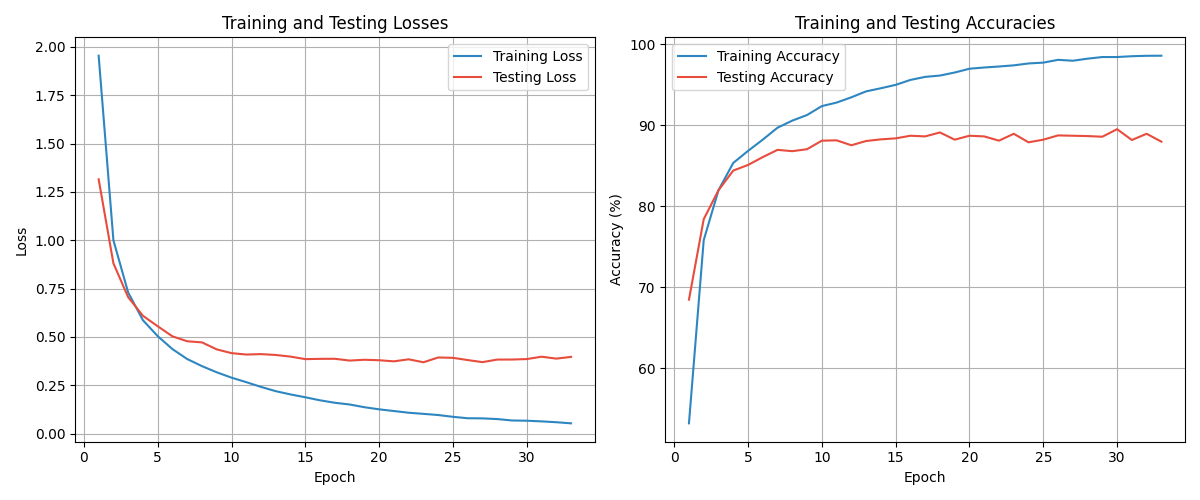 Training and Testing Losses
2.00
1.75
1.50
1.25
1.00
0.75
0.50
0.25
0.00
Loss
0 5 10 15 20 25 30
Epoch
Training Loss
Testing Loss
Training and Testing Accuracies
100
90
80
70
60
Accuracy (%)
0 5 10 15 20 25 30
Epoch
Training Accuracy
Testing Accuracy